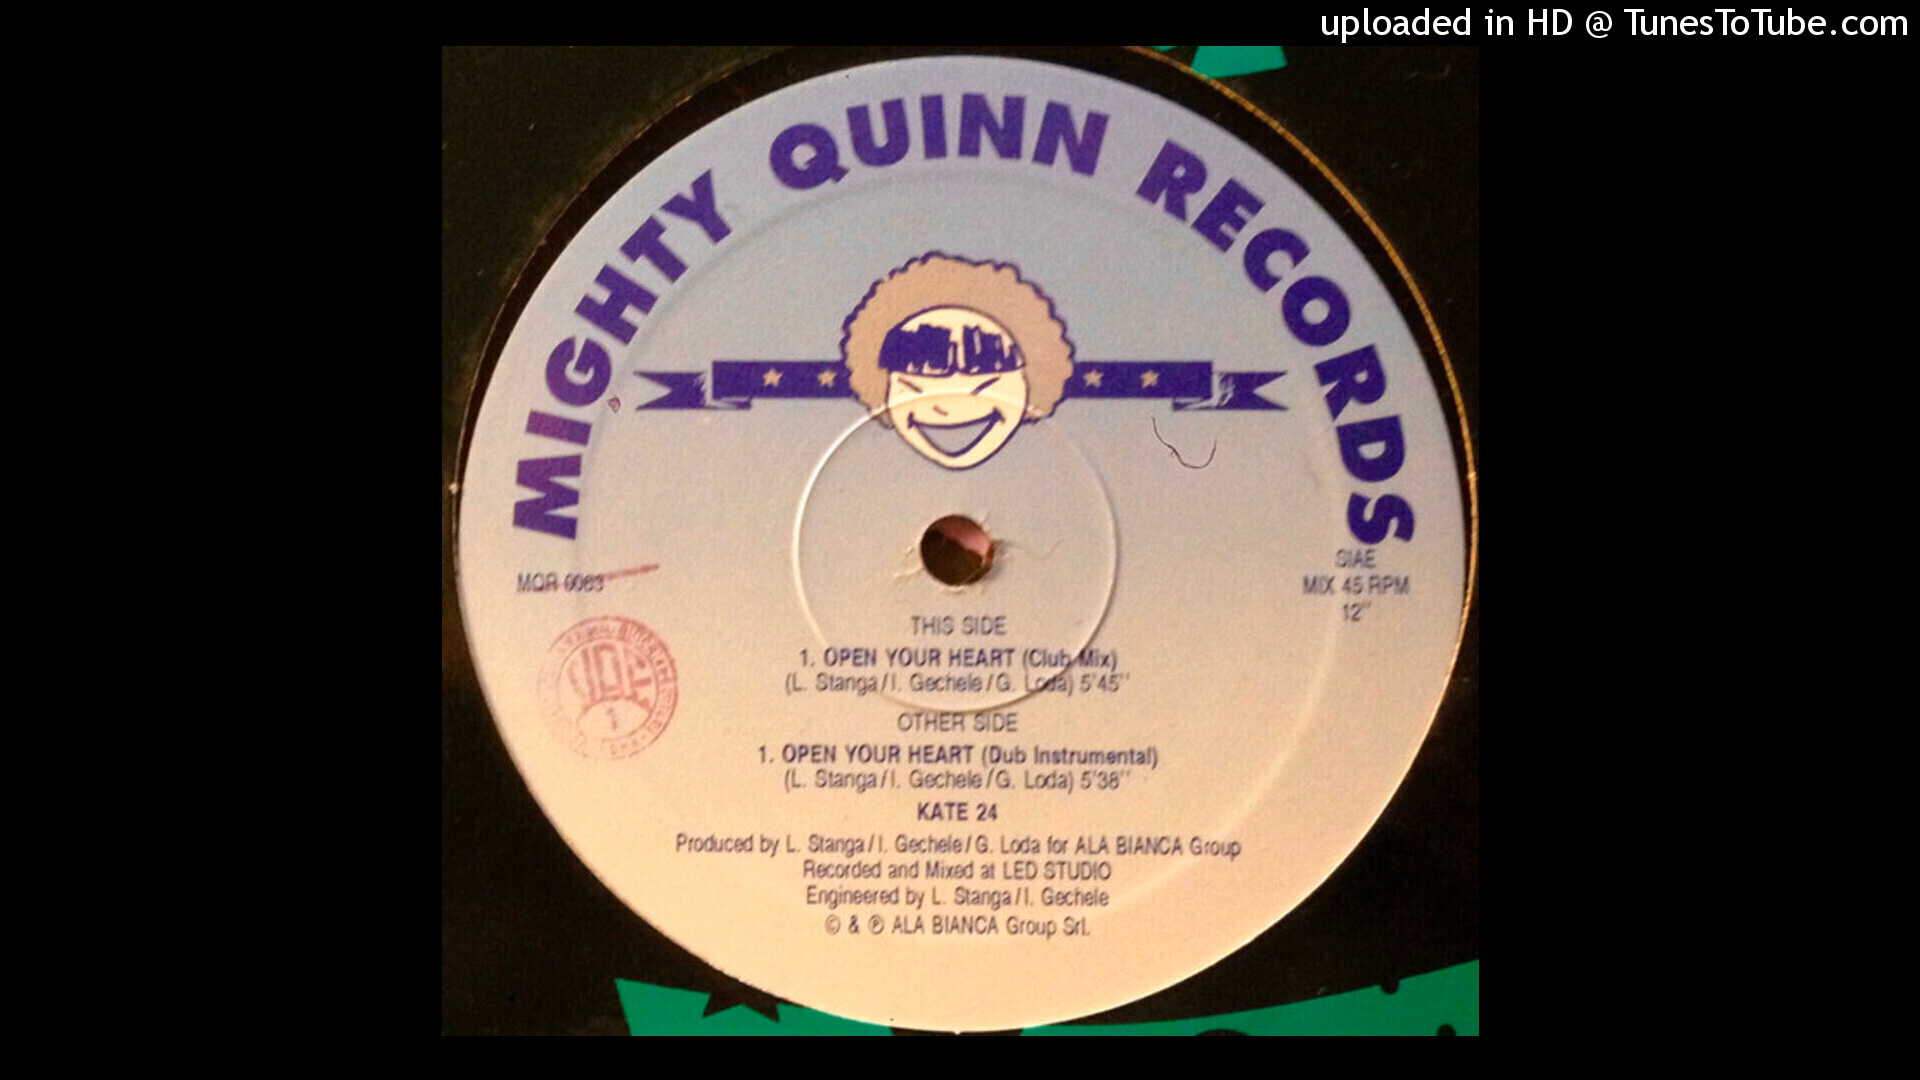 uploaded in HD @ TunesToTube.com
MIGHTY QUINN RECORDS
MQR 0063
SIAE
MIX 45 RPM
12"
THIS SIDE
1. OPEN YOUR HEART (Club Mix)
(L. Stanga/I. Gechele/G. Loda) 5'45"
OTHER SIDE
1. OPEN YOUR HEART (Dub Instrumental)
(L. Stanga/I. Gechele/G. Loda) 5'38"
KATE 24
Produced by L. Stanga/I. Gechele/G. Loda for ALA BIANCA Group
Recorded and Mixed at LED STUDIO
Engineered by L. Stanga/I. Gechele
© & ℗ ALA BIANCA Group Srl.